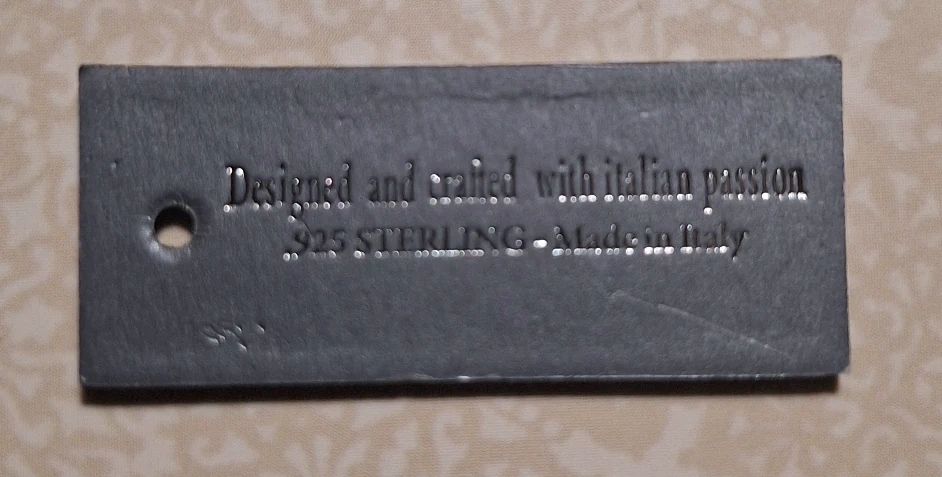 Designed and crafted with italian passion
.925 STERLING - Made in Italy